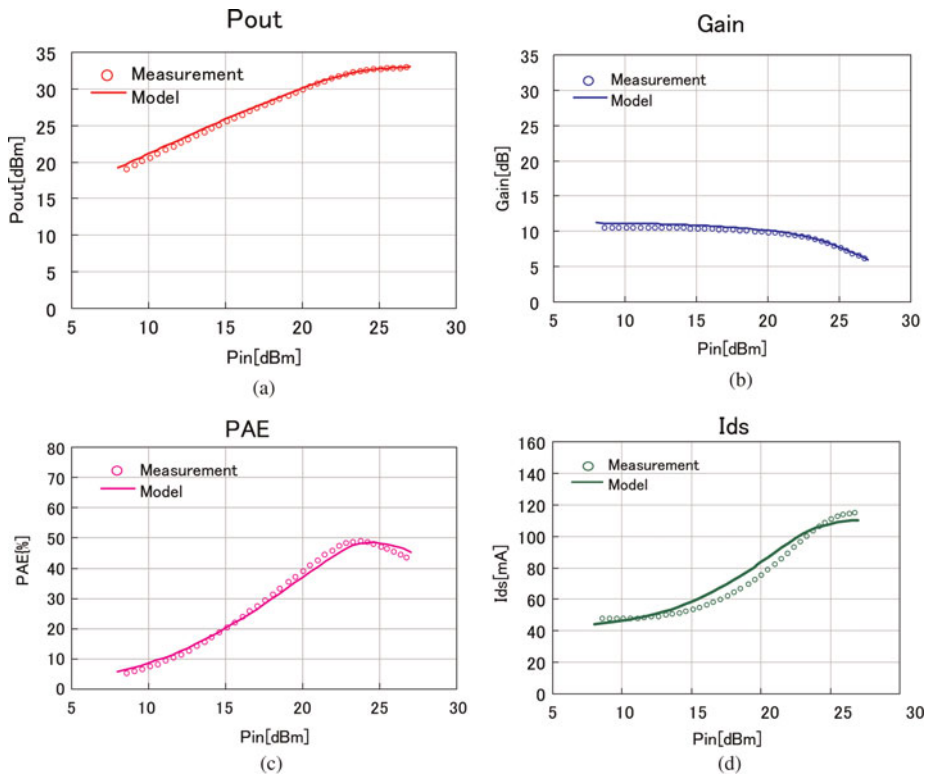 Pout
35
30
25
20
15
10
5
0
Pout[dBm]
Measurement
Model
5 10 15 20 25 30
Pin[dBm]
(a)
Gain
35
30
25
20
15
10
5
0
Gain[dB]
Measurement
Model
5 10 15 20 25 30
Pin[dBm]
(b)
PAE
80
70
60
50
40
30
20
10
0
PAE[%]
Measurement
Model
5 10 15 20 25 30
Pin[dBm]
(c)
Ids
160
140
120
100
80
60
40
20
0
Ids[mA]
Measurement
Model
5 10 15 20 25 30
Pin[dBm]
(d)